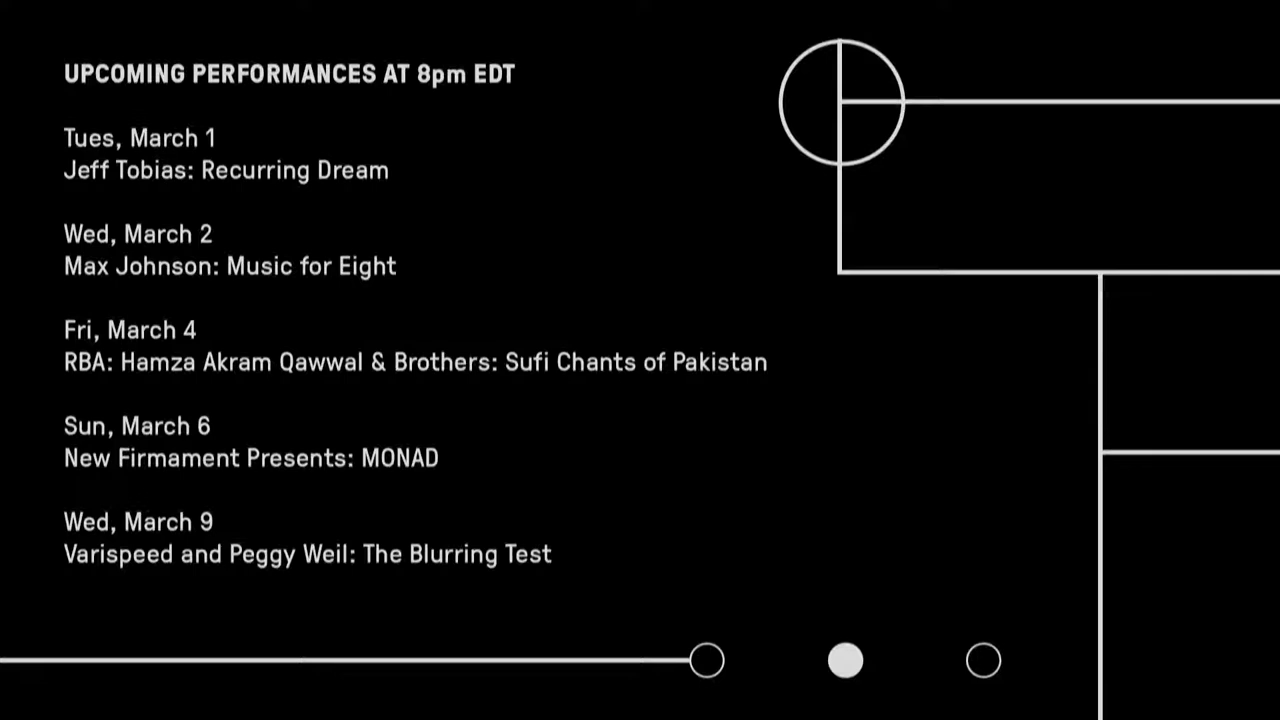 UPCOMING PERFORMANCES AT 8pm EDT
Tues, March 1
Jeff Tobias: Recurring Dream
Wed, March 2
Max Johnson: Music for Eight
Fri, March 4
RBA: Hamza Akram Qawwal & Brothers: Sufi Chants of Pakistan
Sun, March 6
New Firmament Presents: MONAD
Wed, March 9
Varispeed and Peggy Weil: The Blurring Test